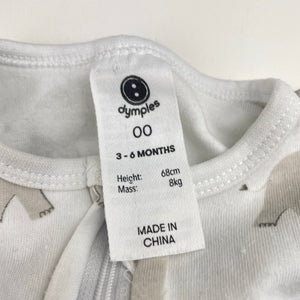 dymples
00
3 - 6 MONTHS
Height: 68cm
Mass: 8kg
MADE IN
CHINA